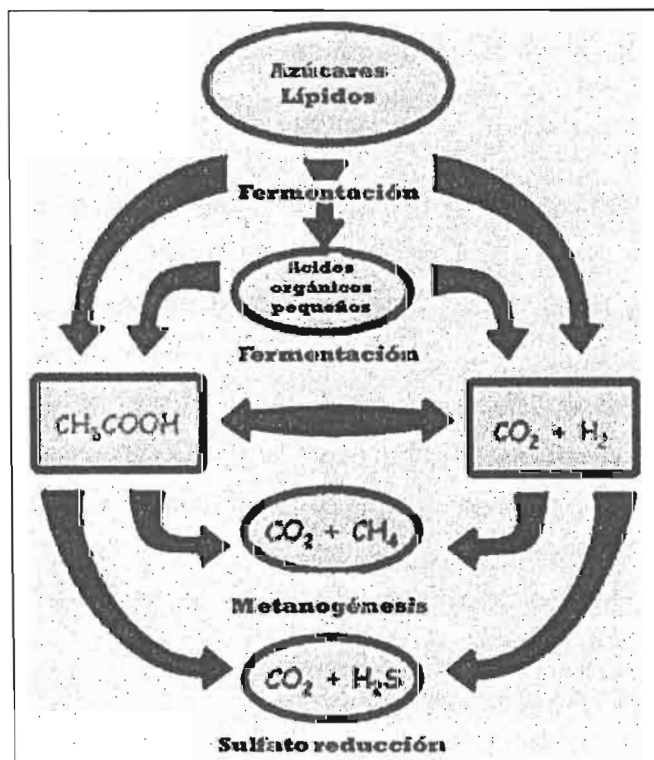 Azúcares
Lípidos
Fermentación
Ácidos
orgánicos
pequeños
Fermentación
CH₃COOH
CO₂ + H₂
CO₂ + CH₄
Metanogénesis
CO₂ + H₂S
Sulfato reducción